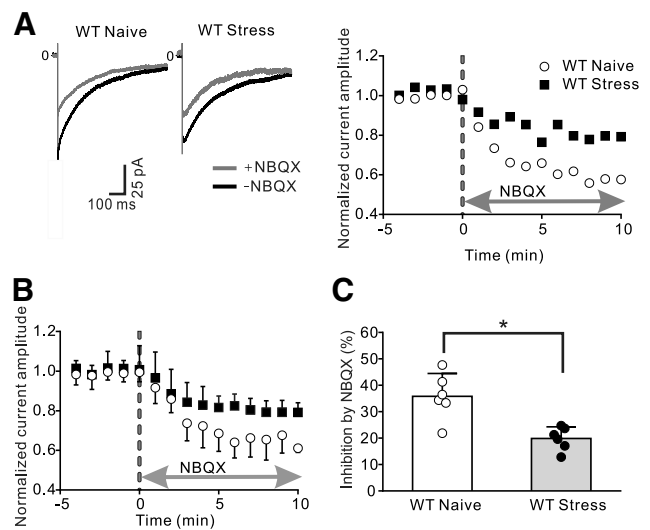 A
WT Naive
WT Stress
0
0
+NBQX
-NBQX
25 pA
100 ms
Normalized current amplitude
1.2
1.0
0.8
0.6
0.4
WT Naive
WT Stress
NBQX
-5
0
5
10
Time (min)
B
Normalized current amplitude
1.2
1.0
0.8
0.6
0.4
NBQX
-5
0
5
10
Time (min)
C
Inhibition by NBQX (%)
60
50
40
30
20
10
0
*
WT Naive
WT Stress